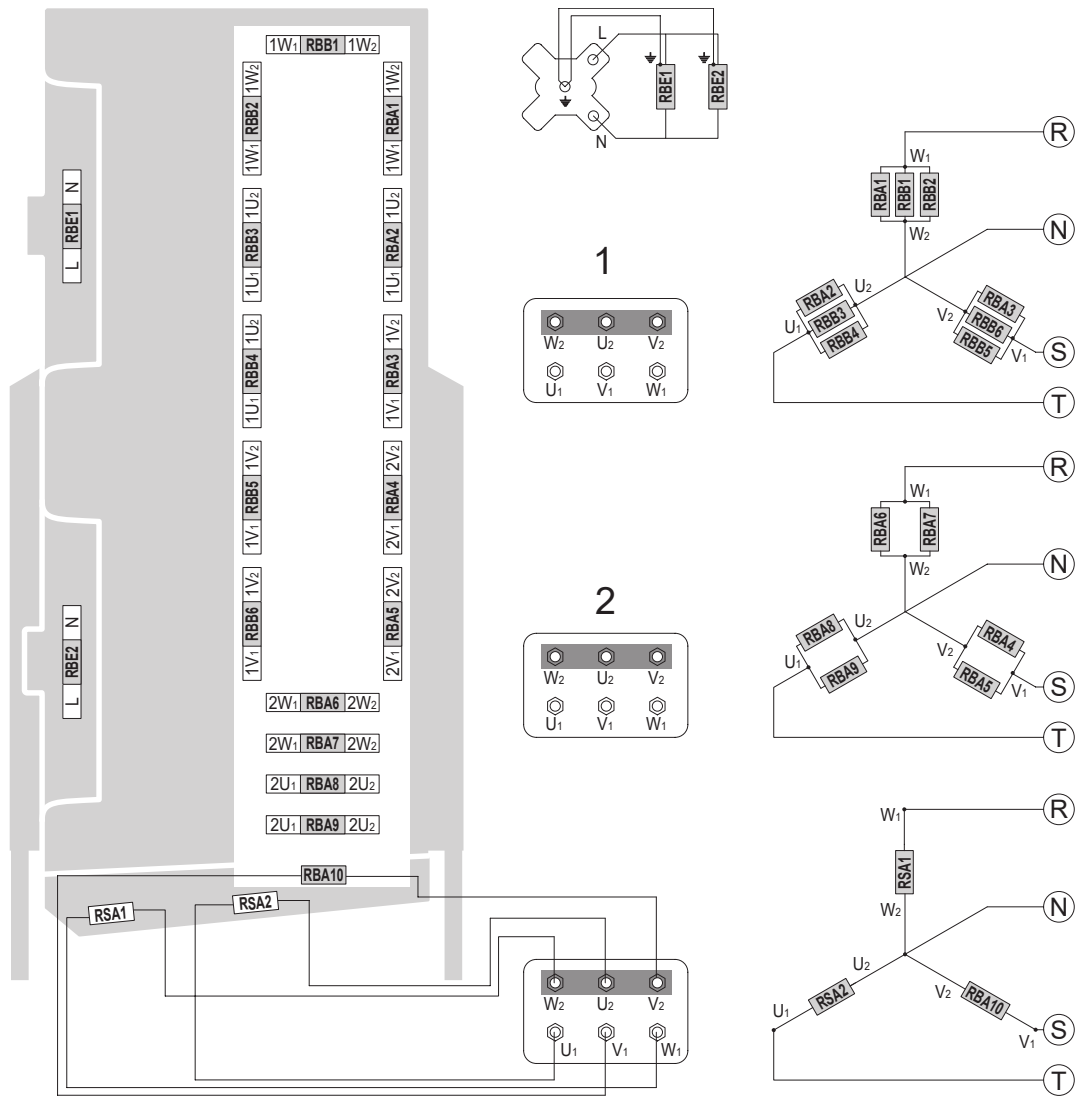 1W1 RBB1 1W2
1W1 RBB2 1W2
1W1 RBA1 1W2
1U1 RBB3 1U2
1U1 RBA2 1U2
1U1 RBB4 1U2
1V1 RBA3 1V2
1V1 RBB5 1V2
2V1 RBA4 2V2
1V1 RBB6 1V2
2V1 RBA5 2V2
2W1 RBA6 2W2
2W1 RBA7 2W2
2U1 RBA8 2U2
2U1 RBA9 2U2
RBA10
RSA1
RSA2
L RBE1 N
L RBE2 N
L
N
RBE1
RBE2
1
W2 U2 V2
U1 V1 W1
R
W1
RBA1 RBB1 RBB2
W2
N
U2
RBA2
RBB3
RBB4
U1
V2
RBA3
RBB6
RBB5
V1
S
T
2
W2 U2 V2
U1 V1 W1
R
W1
RBA6 RBA7
W2
N
U2
RBA8
RBA9
U1
V2
RBA4
RBA5
V1
S
T
W2 U2 V2
U1 V1 W1
W1
R
RSA1
W2
N
U2
RSA2
U1
V2
RBA10
V1
S
T